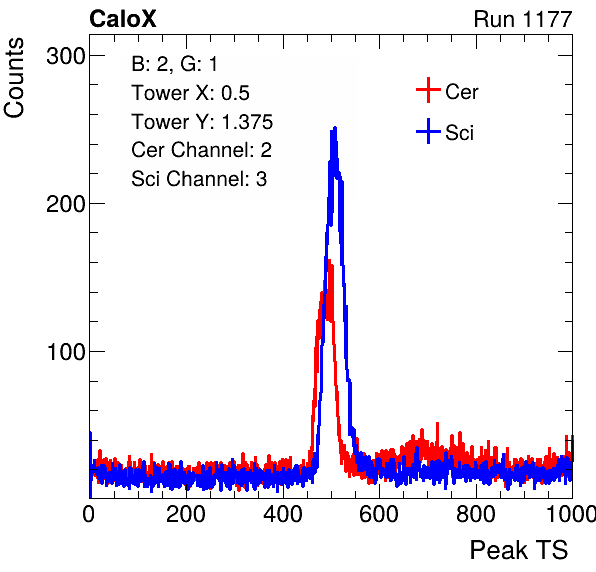 CaloX Run 1177
Counts
300
200
100
B: 2, G: 1
Tower X: 0.5
Tower Y: 1.375
Cer Channel: 2
Sci Channel: 3
Cer
Sci
0 200 400 600 800 1000
Peak TS